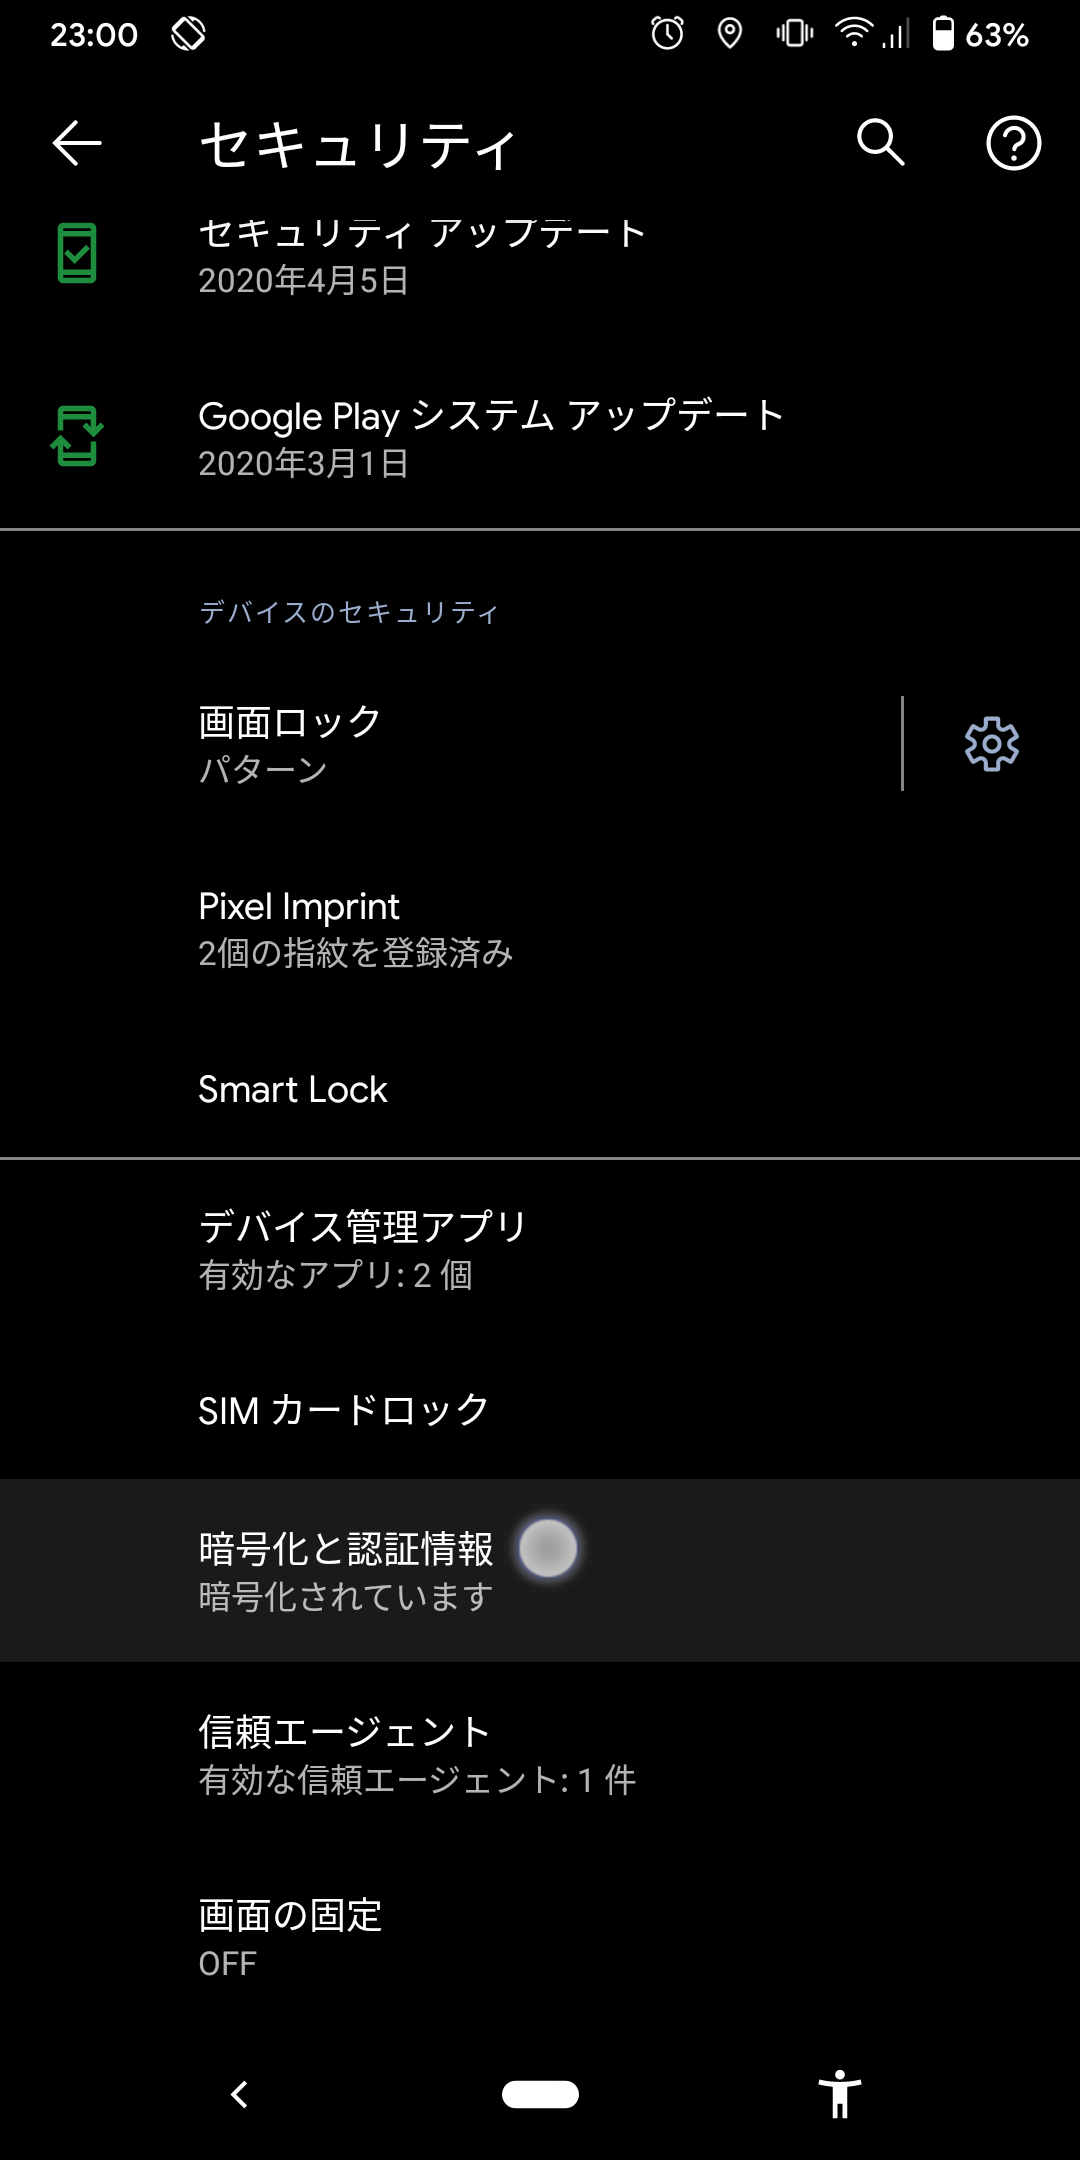 23:00
63%
セキュリティ
セキュリティ アップデート
2020年4月5日
Google Play システム アップデート
2020年3月1日
デバイスのセキュリティ
画面ロック
パターン
Pixel Imprint
2個の指紋を登録済み
Smart Lock
デバイス管理アプリ
有効なアプリ: 2 個
SIM カードロック
暗号化と認証情報
暗号化されています
信頼エージェント
有効な信頼エージェント: 1 件
画面の固定
OFF